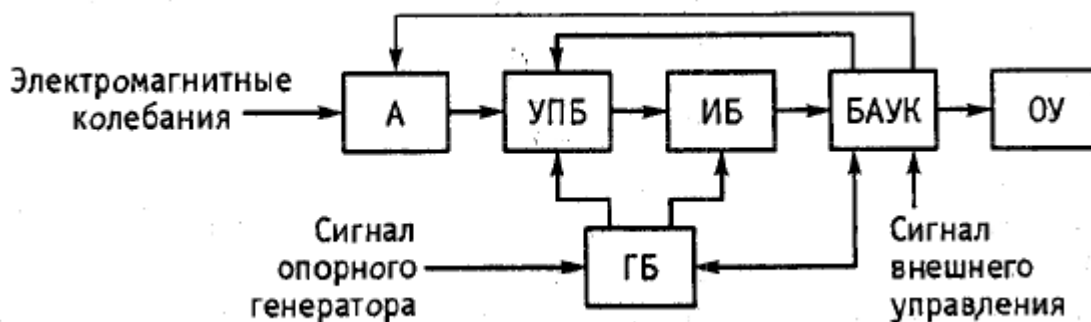 Электромагнитные
колебания
А
УПБ
ИБ
БАУК
ОУ
Сигнал
опорного
генератора
ГБ
Сигнал
внешнего
управления